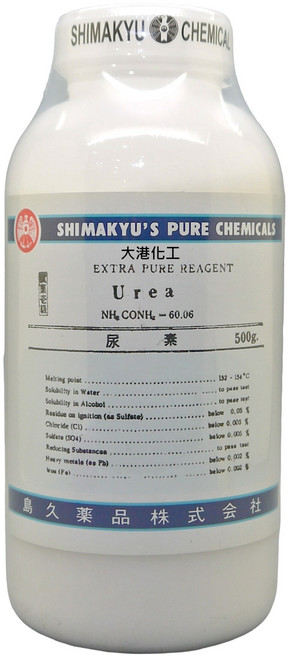 SHIMAKYU CHEMICAL
SHIMAKYU'S PURE CHEMICALS
大港化工
EXTRA PURE REAGENT
Urea
NH₂CONH₂=60.06
尿素 500g.
Melting point 132 - 134°C
Solubility in Water to pass test
Solubility in Alcohol to pass test
Residue on ignition (as Sulfate) below 0.05 %
Chloride (Cl) below 0.005 %
Sulfate (SO4) below 0.005 %
Reducing Substances to pass test
Heavy metals (as Pb) below 0.002 %
Iron (Fe) below 0.002 %
島久藥品株式会社